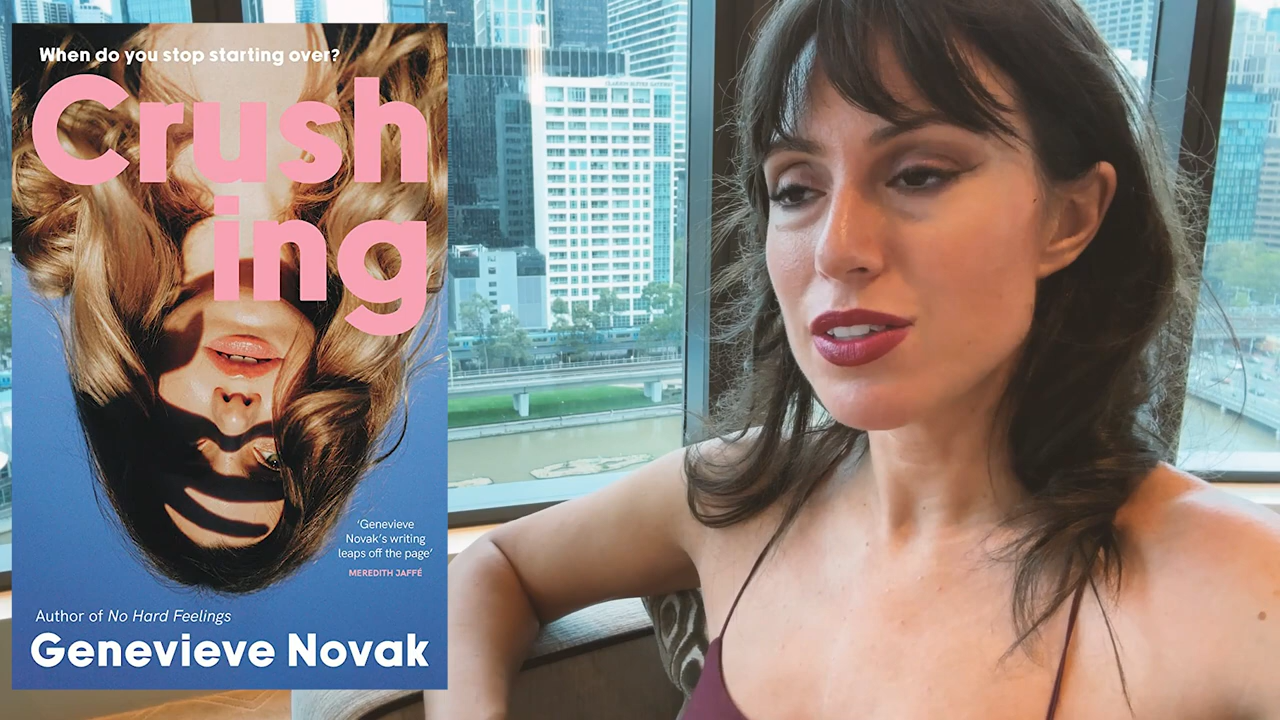 When do you stop starting over?
Crush
ing
'Genevieve
Novak's writing
leaps off the page'
MEREDITH JAFFÉ
Author of No Hard Feelings
Genevieve Novak